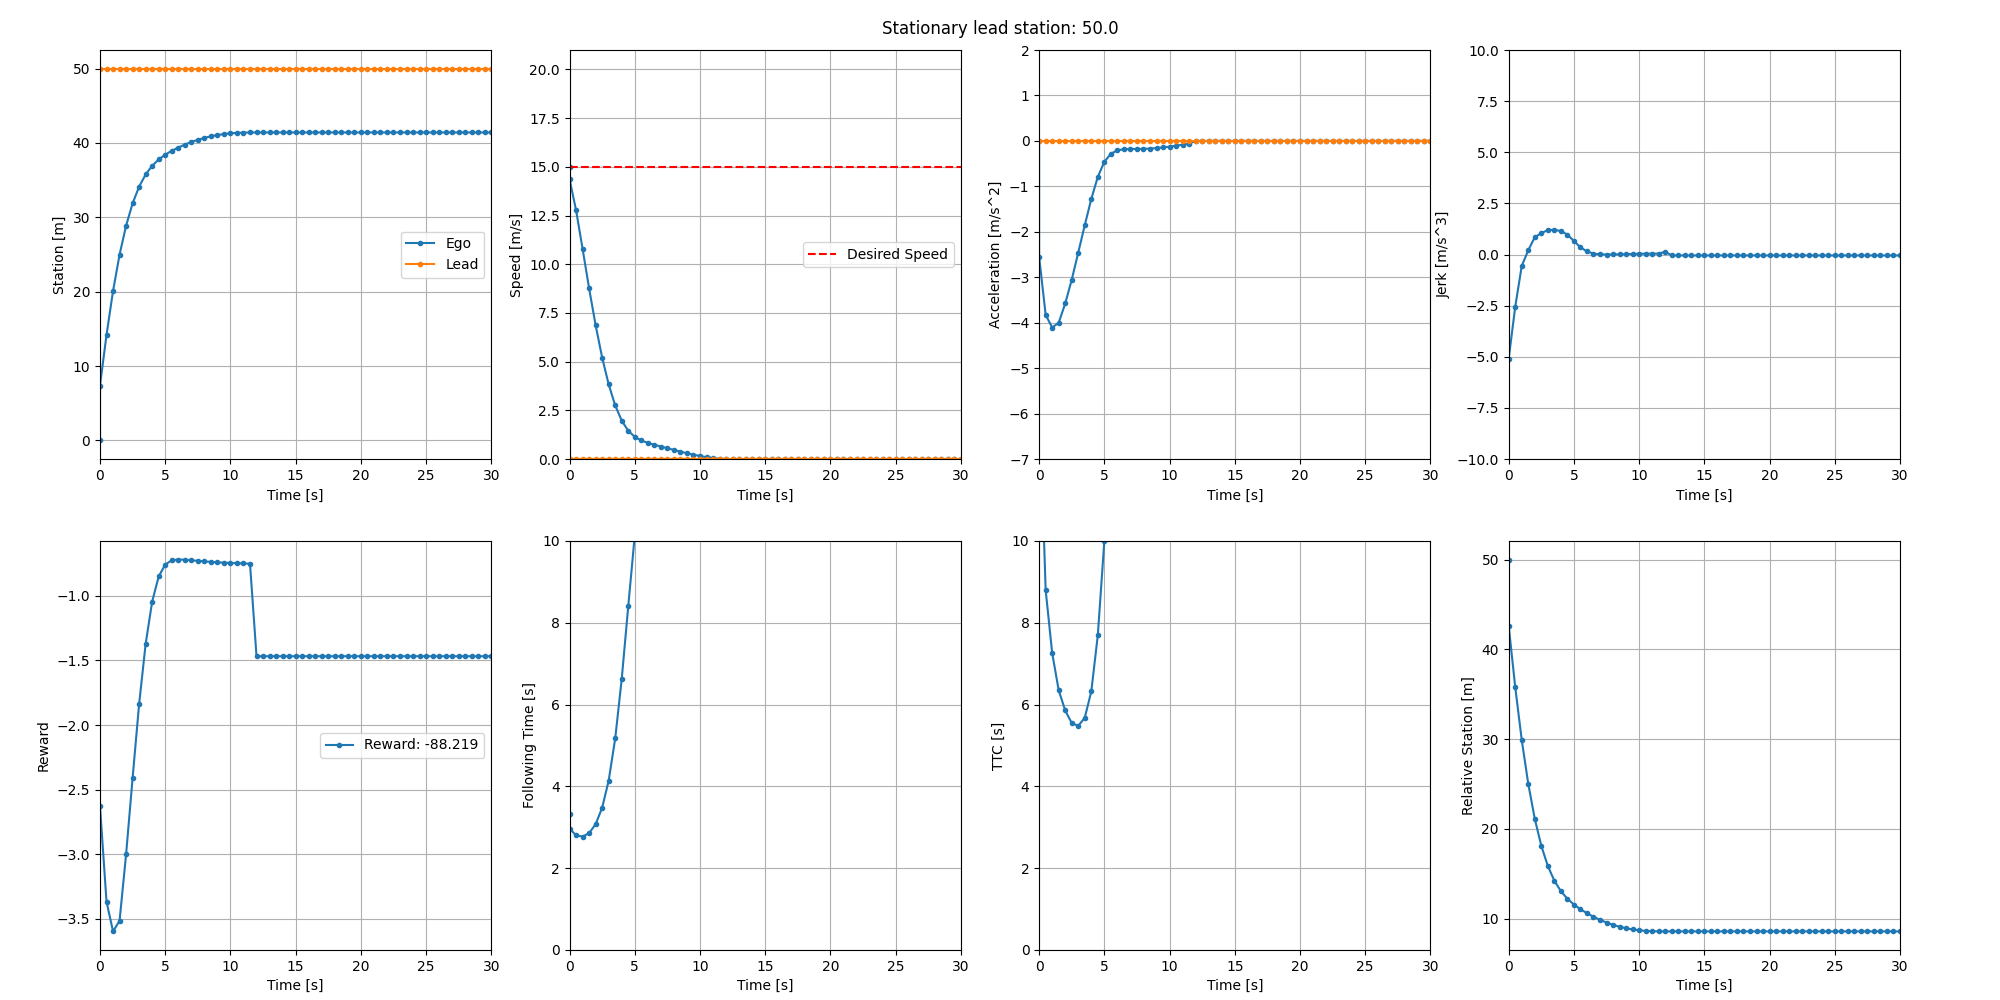 Stationary lead station: 50.0
Station [m]
50
40
30
20
10
0
Ego
Lead
0 5 10 15 20 25 30
Time [s]
Speed [m/s]
20.0
17.5
15.0
12.5
10.0
7.5
5.0
2.5
0.0
Desired Speed
0 5 10 15 20 25 30
Time [s]
Acceleration [m/s^2]
2
1
0
−1
−2
−3
−4
−5
−6
−7
0 5 10 15 20 25 30
Time [s]
Jerk [m/s^3]
10.0
7.5
5.0
2.5
0.0
−2.5
−5.0
−7.5
−10.0
0 5 10 15 20 25 30
Time [s]
Reward
−1.0
−1.5
−2.0
−2.5
−3.0
−3.5
Reward: -88.219
0 5 10 15 20 25 30
Time [s]
Following Time [s]
10
8
6
4
2
0
0 5 10 15 20 25 30
Time [s]
TTC [s]
10
8
6
4
2
0
0 5 10 15 20 25 30
Time [s]
Relative Station [m]
50
40
30
20
10
0 5 10 15 20 25 30
Time [s]